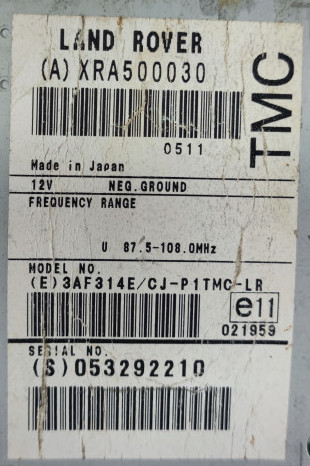 LAND ROVER
(A) XRA500030
TMC
0511
Made in Japan
12V NEG.GROUND
FREQUENCY RANGE
U 87.5-108.0MHz
MODEL NO.
(E)3AF314E/CJ-P1TMC-LR
e11
021959
SERIAL NO.
(S) 053292210